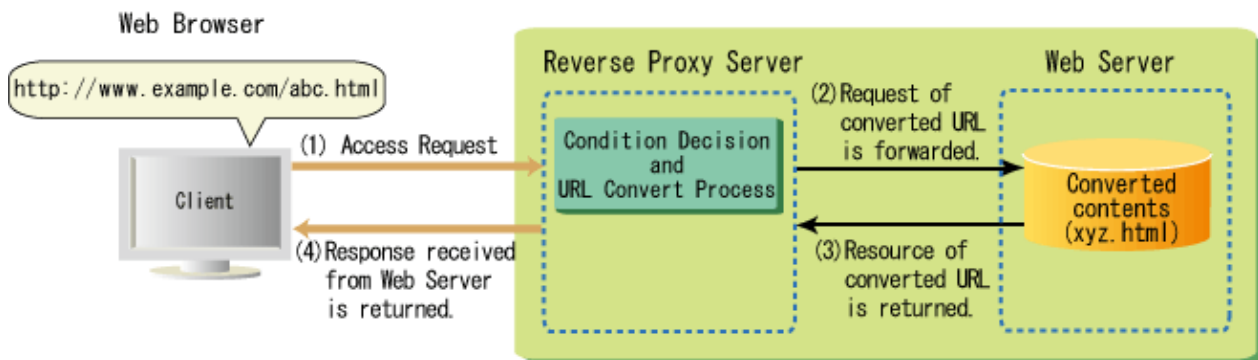 Web Browser
http://www.example.com/abc.html
Client
(1) Access Request
(4)Response received
from Web Server
is returned.
Reverse Proxy Server
Condition Decision
and
URL Convert Process
(2)Request of
converted URL
is forwarded.
(3)Resource of
converted URL
is returned.
Web Server
Converted
contents
(xyz.html)